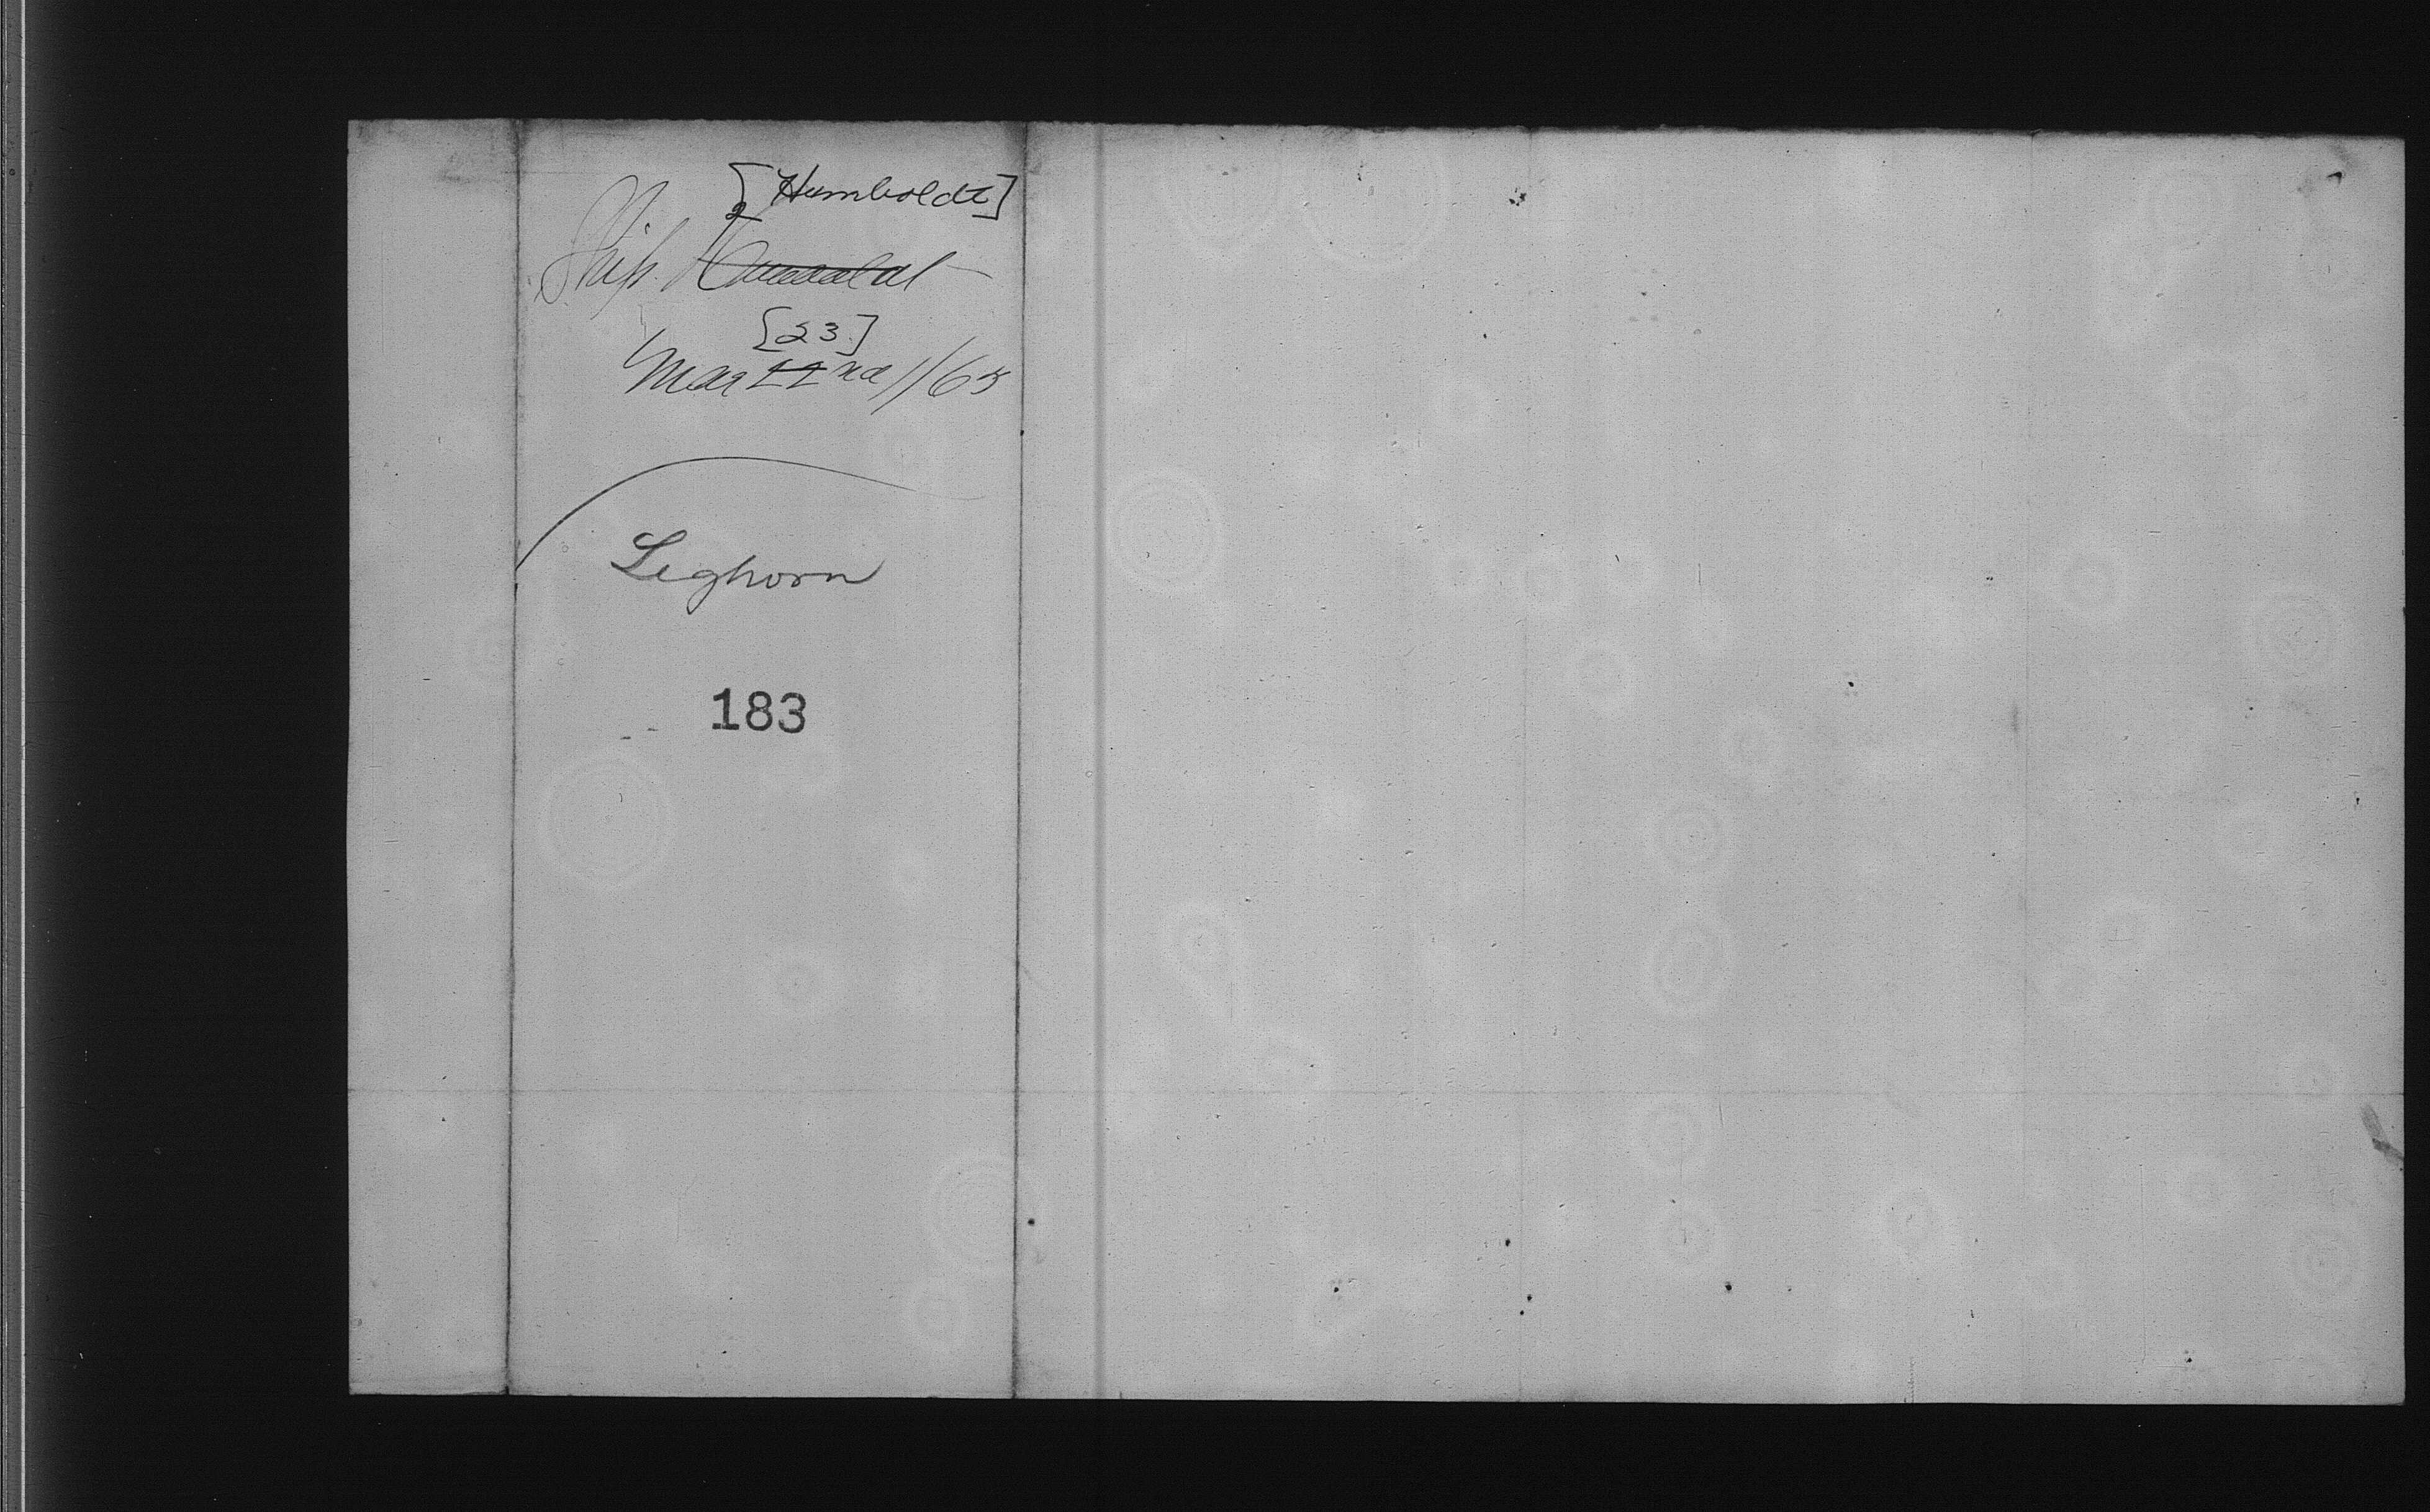 [Humboldt]
Ship
[23]
Mar 22nd / 65
Leghorn
183